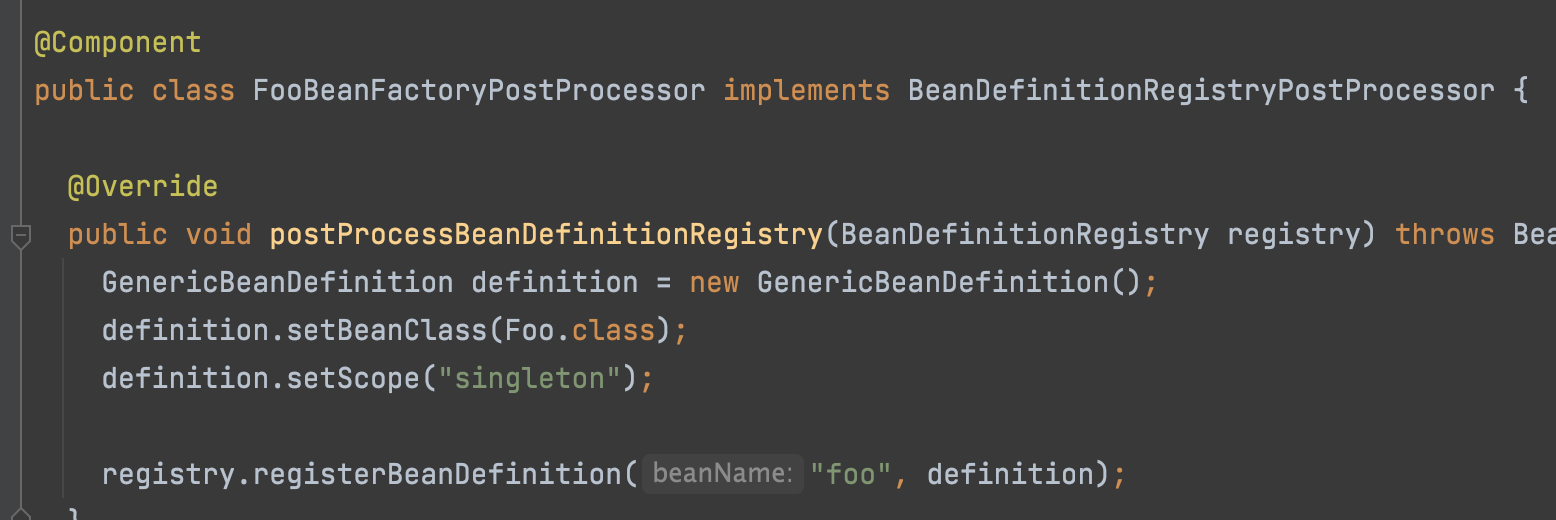 @Component
public class FooBeanFactoryPostProcessor implements BeanDefinitionRegistryPostProcessor {
@Override
public void postProcessBeanDefinitionRegistry(BeanDefinitionRegistry registry) throws Bea
GenericBeanDefinition definition = new GenericBeanDefinition();
definition.setBeanClass(Foo.class);
definition.setScope("singleton");
registry.registerBeanDefinition( beanName: "foo", definition);
}